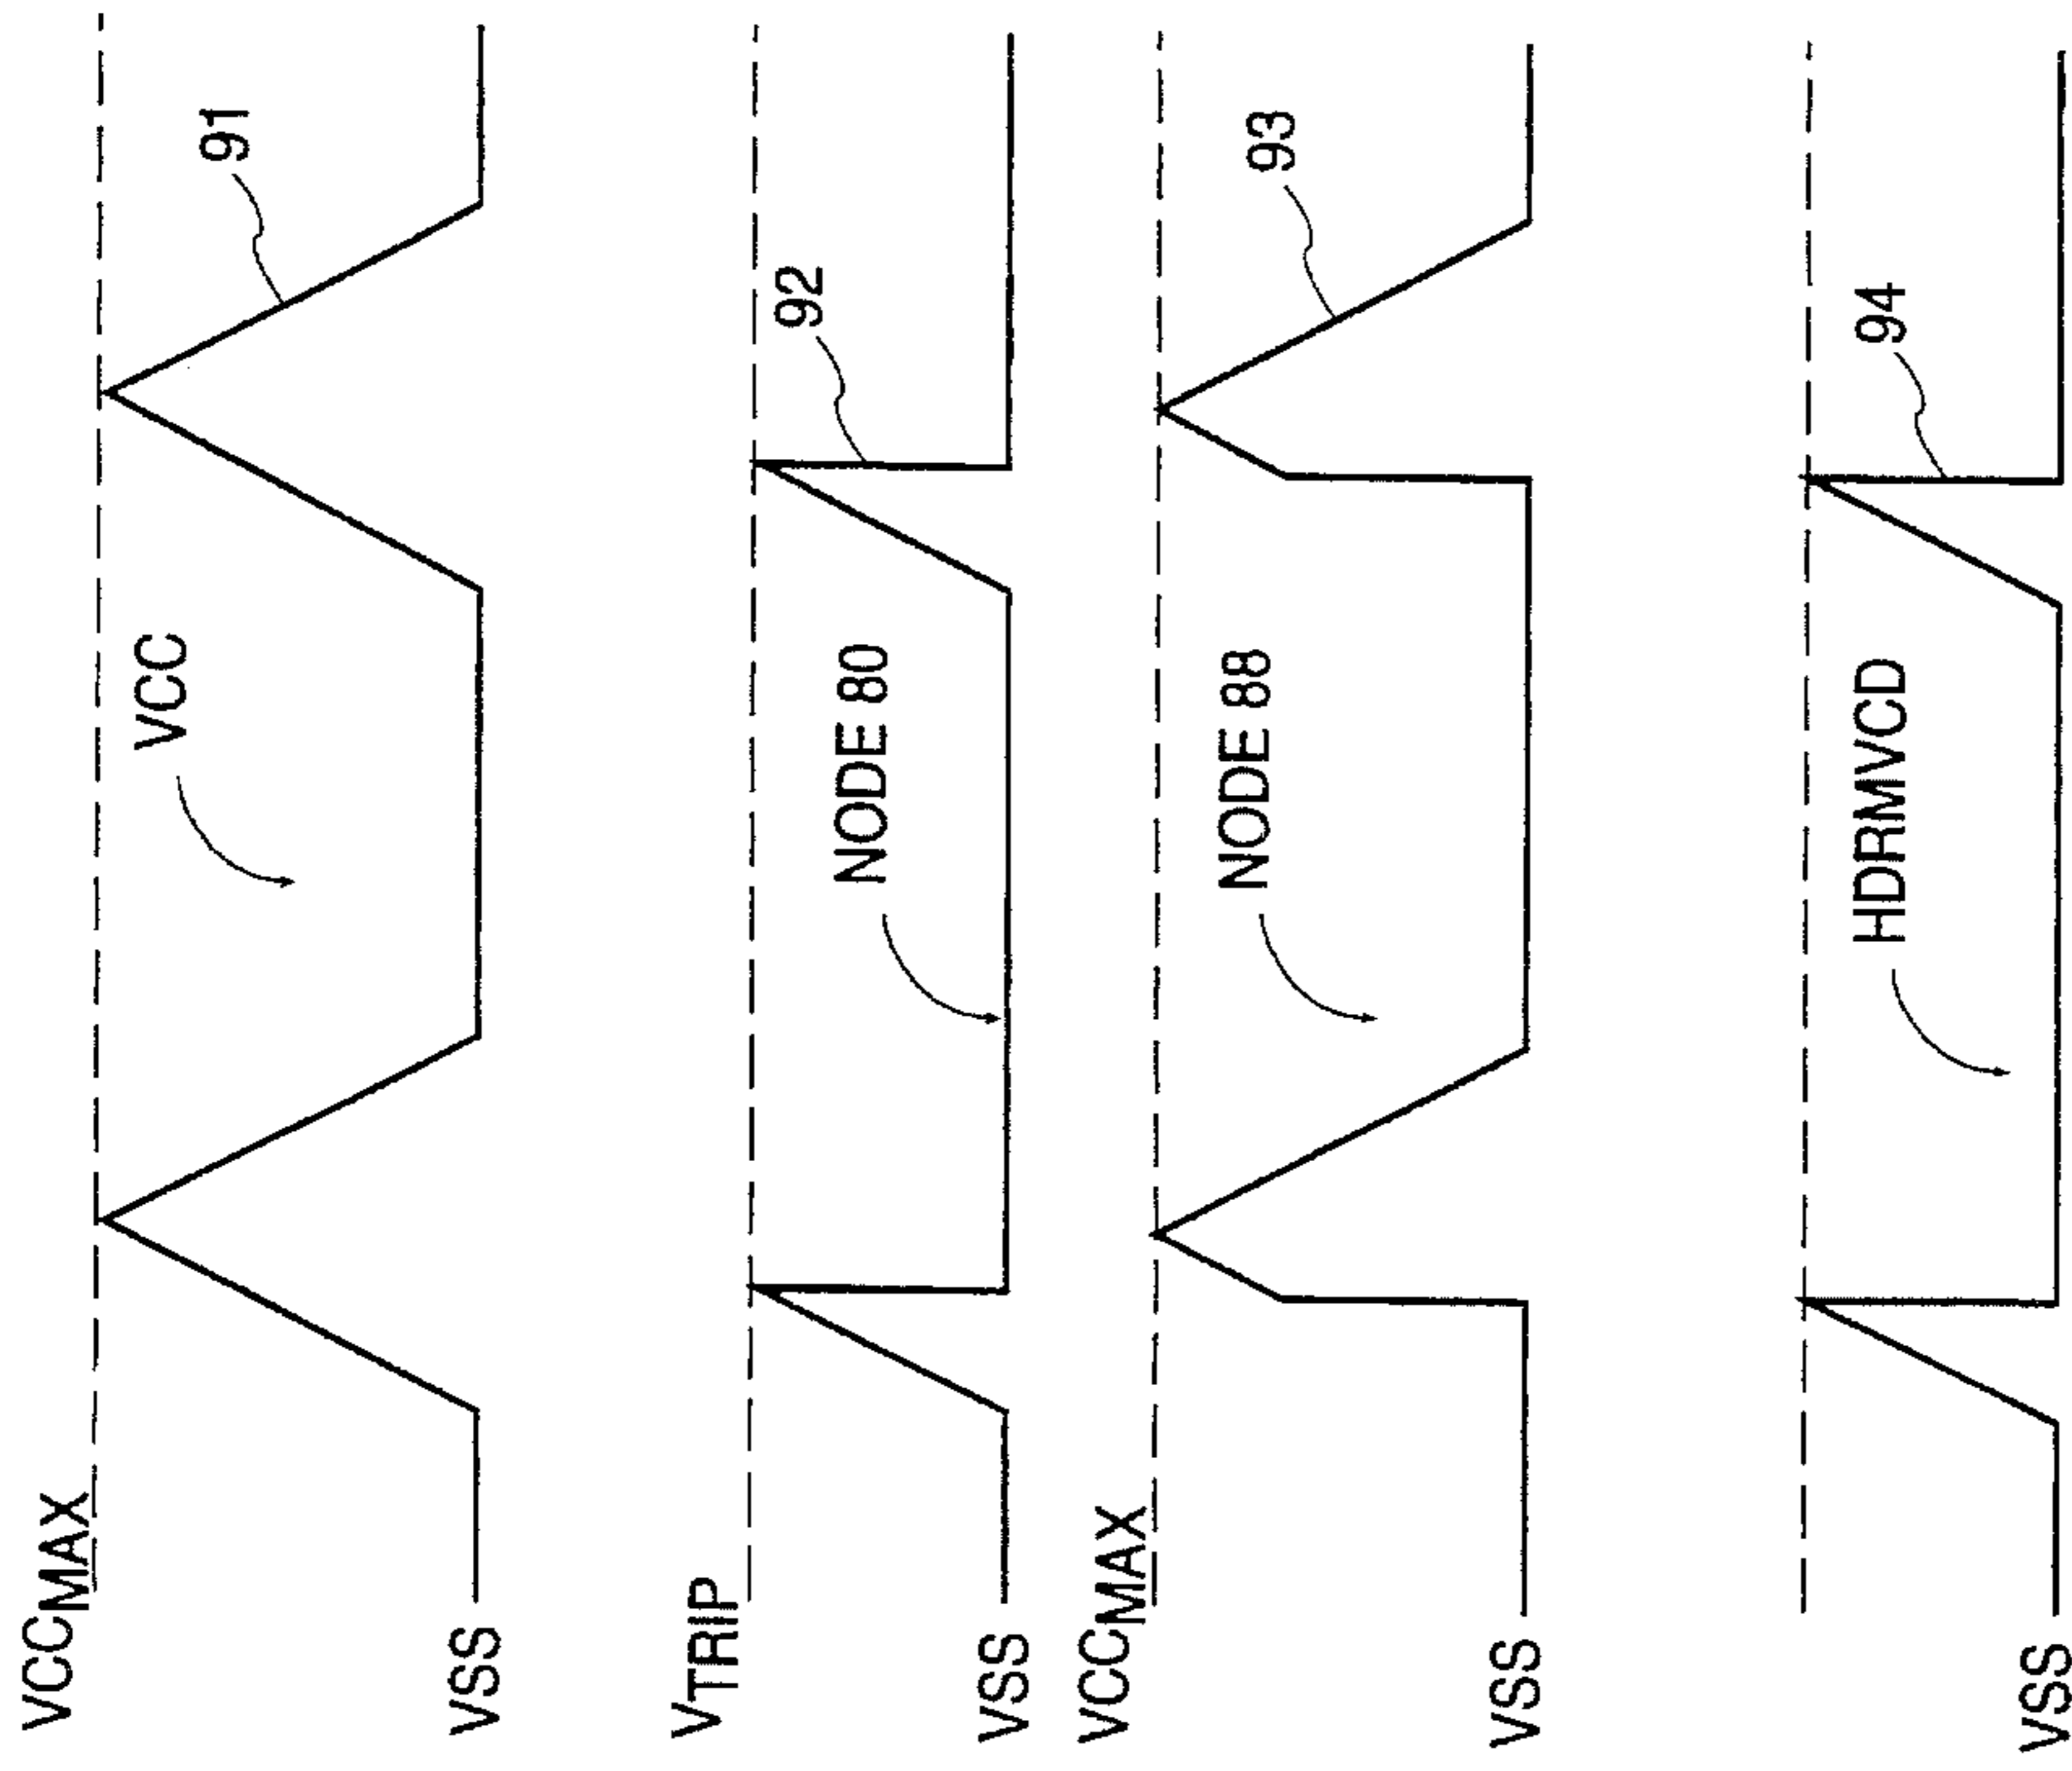 VCCMAX
VCC
91
VSS
VTRIP
92
NODE 80
VSS
VCCMAX
93
NODE 88
VSS
94
HDRMVCD
VSS